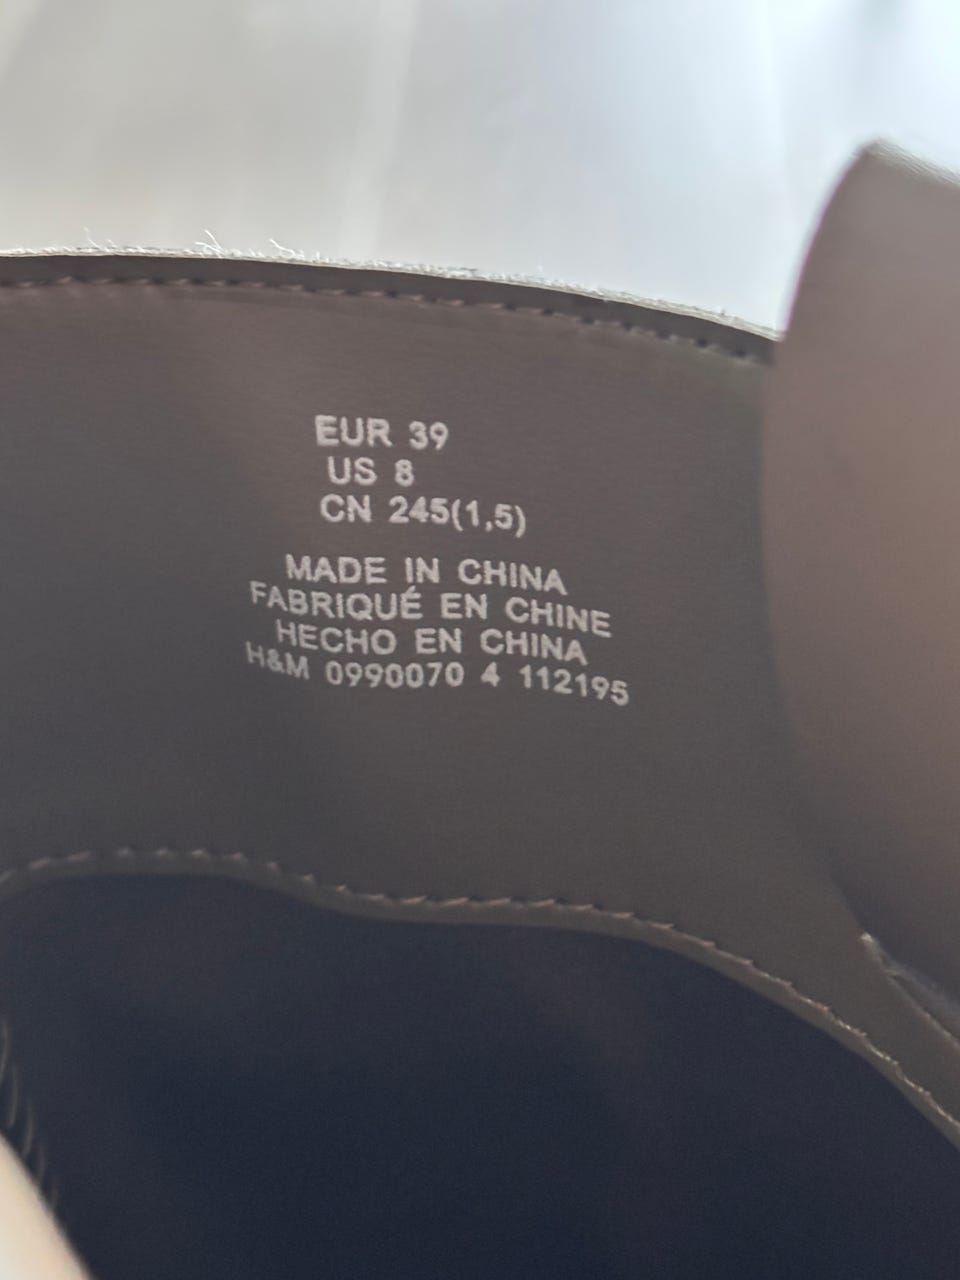 EUR 39
US 8
CN 245(1,5)
MADE IN CHINA
FABRIQUÉ EN CHINE
HECHO EN CHINA
H&M 0990070 4 112195